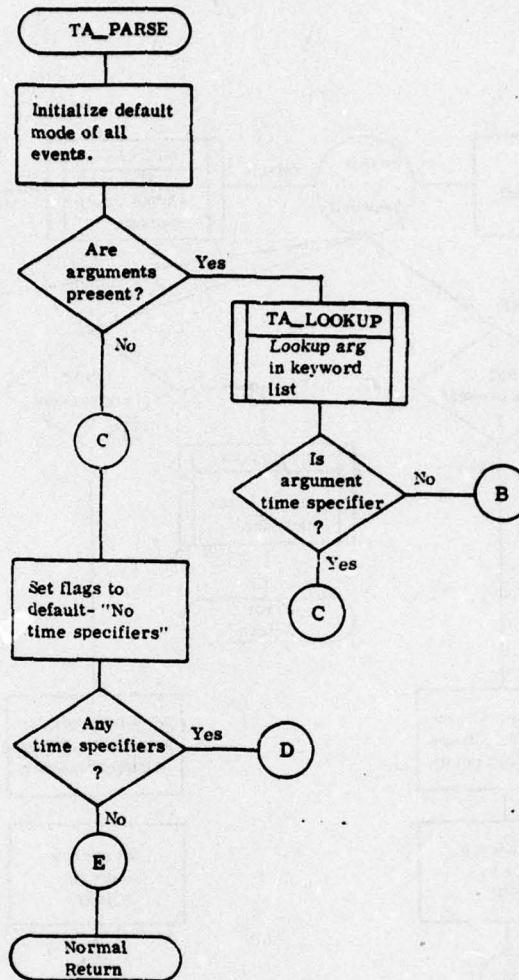 TA_PARSE
Initialize default
mode of all
events.
Are
arguments
present?
Yes
No
TA_LOOKUP
Lookup arg
in keyword
list
C
Is
argument
time specifier
?
No
B
Yes
C
Set flags to
default- "No
time specifiers"
Any
time specifiers
?
Yes
D
No
E
Normal
Return